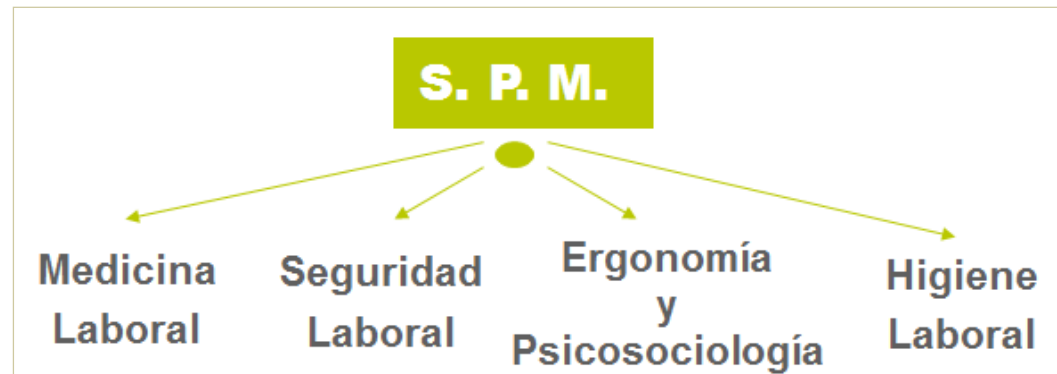 S. P. M.
Medicina
Laboral
Seguridad
Laboral
Ergonomía
y
Psicosociología
Higiene
Laboral